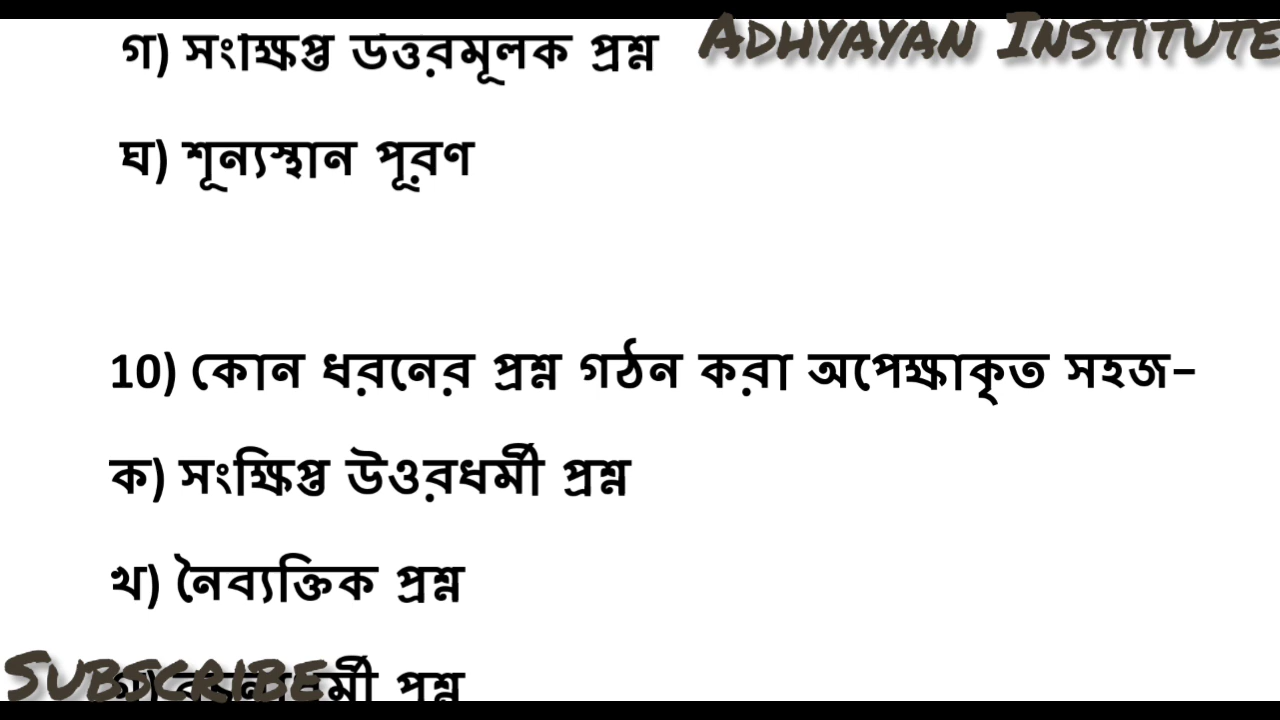 গ) সংক্ষিপ্ত উত্তরমূলক প্রশ্ন
ADHYAYAN INSTITUTE
ঘ) শূন্যস্থান পূরণ
10) কোন ধরনের প্রশ্ন গঠন করা অপেক্ষাকৃত সহজ–
ক) সংক্ষিপ্ত উওরধর্মী প্রশ্ন
খ) নৈব্যক্তিক প্রশ্ন
প্রশ্ন
SUBSCRIBE